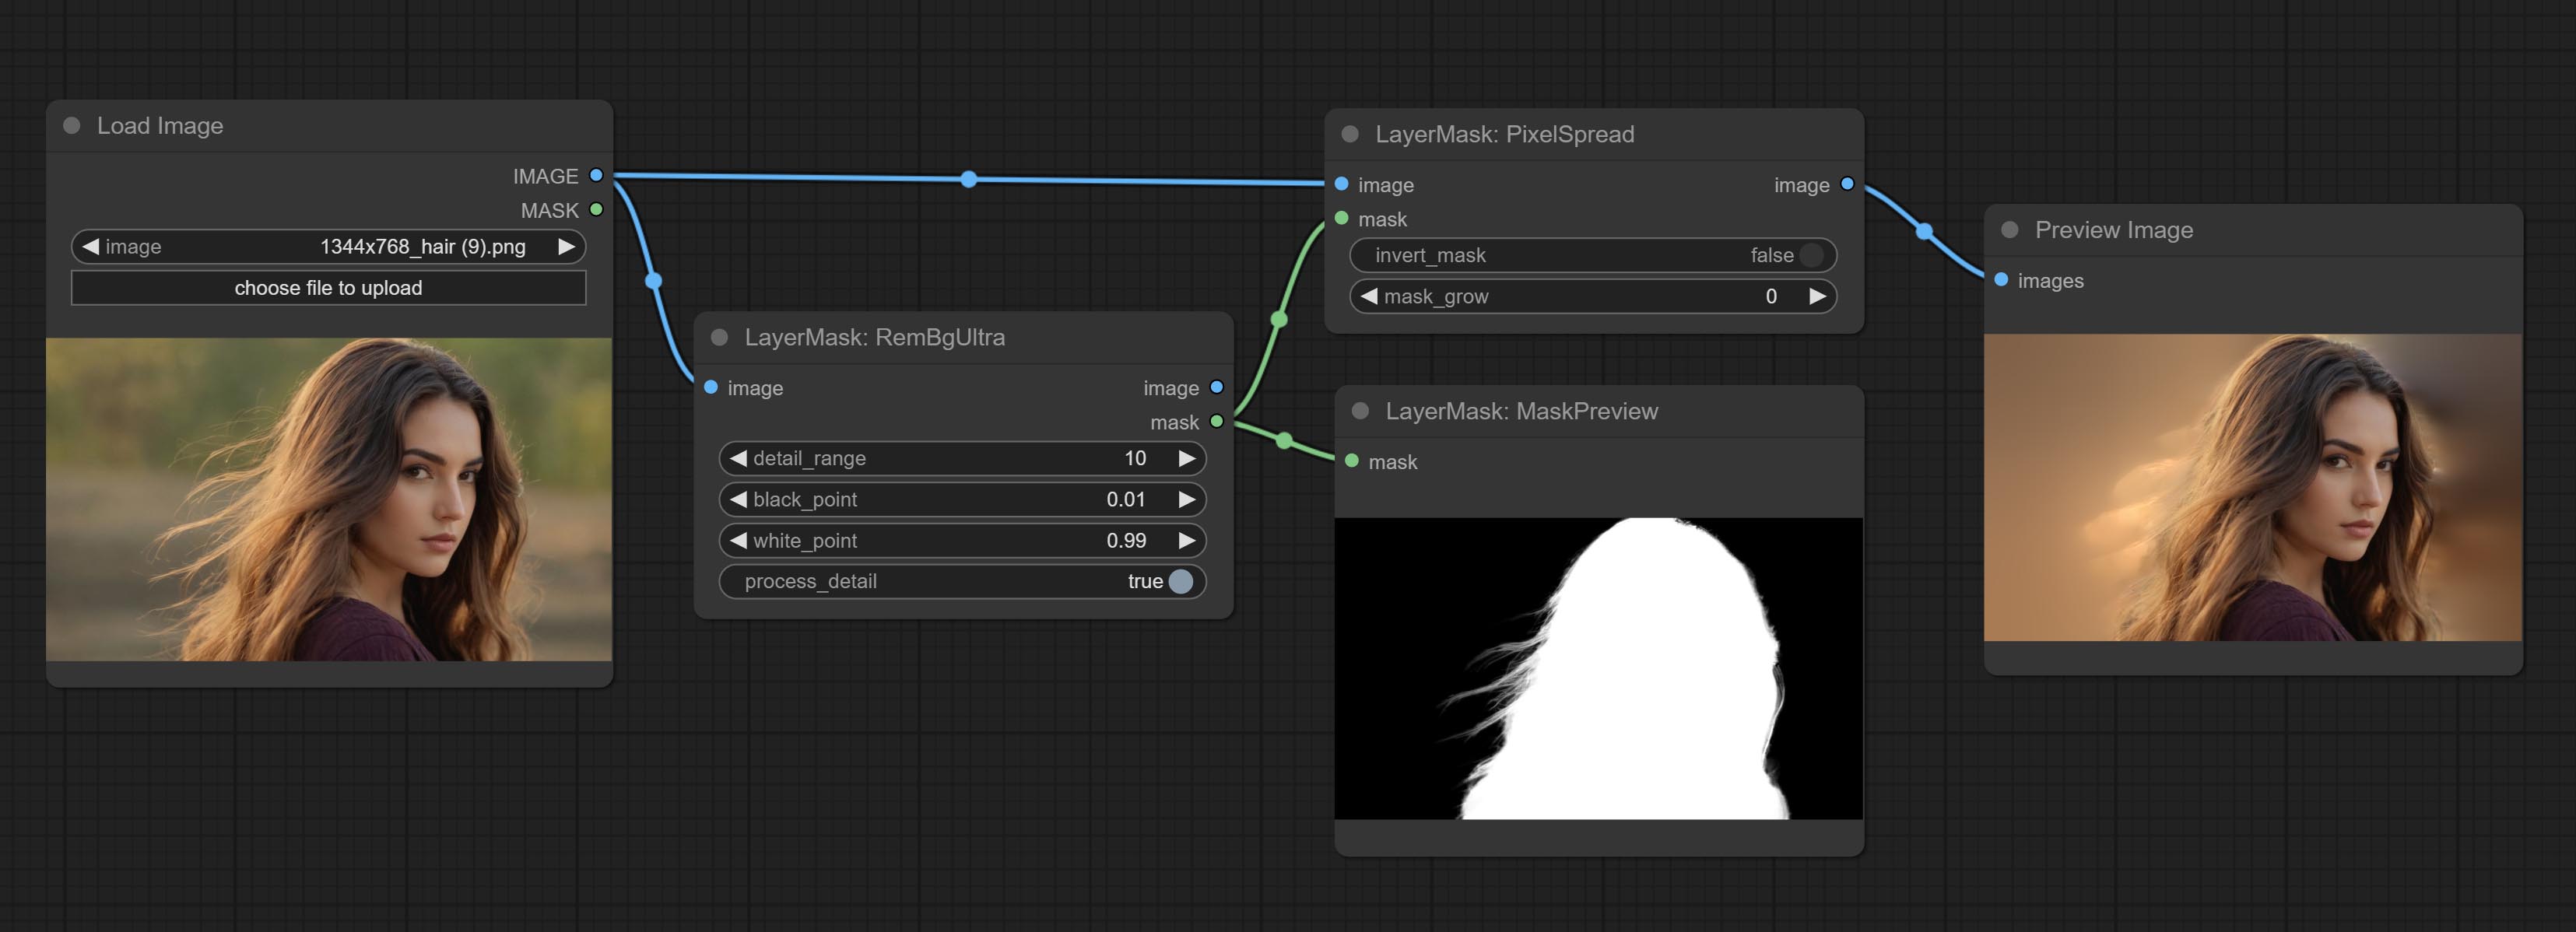 Load Image
IMAGE
MASK
image 1344x768_hair (9).png
choose file to upload
LayerMask: RemBgUltra
image image
mask
detail_range 10
black_point 0.01
white_point 0.99
process_detail true
LayerMask: PixelSpread
image image
mask
invert_mask false
mask_grow 0
LayerMask: MaskPreview
mask
Preview Image
images